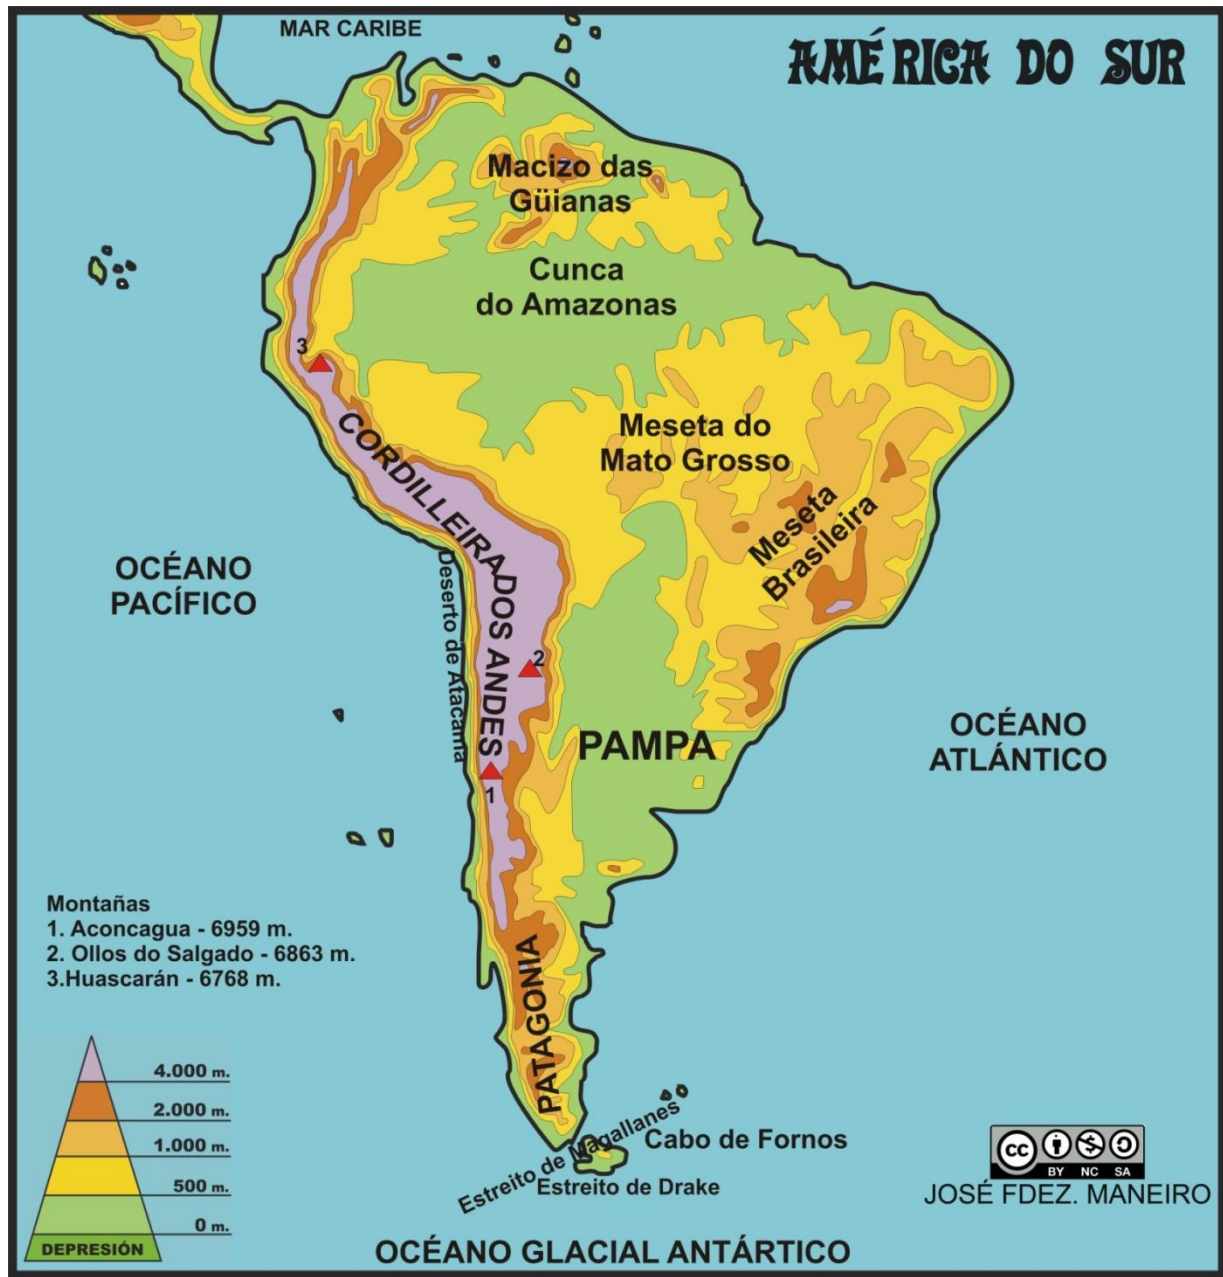 MAR CARIBE
AMÉRICA DO SUR
Macizo das
Güianas
Cunca
do Amazonas
3
Meseta do
Mato Grosso
CORDILLEIRA DOS ANDES
Meseta
Brasileira
OCÉANO
PACÍFICO
Deserto de Atacama
2
PAMPA
OCÉANO
ATLÁNTICO
1
Montañas
1. Aconcagua - 6959 m.
2. Ollos do Salgado - 6863 m.
3.Huascarán - 6768 m.
PATAGONIA
4.000 m.
2.000 m.
1.000 m.
500 m.
0 m.
DEPRESIÓN
Estreito de Magallanes
Cabo de Fornos
Estreito de Drake
cc
BY NC SA
JOSÉ FDEZ. MANEIRO
OCÉANO GLACIAL ANTÁRTICO